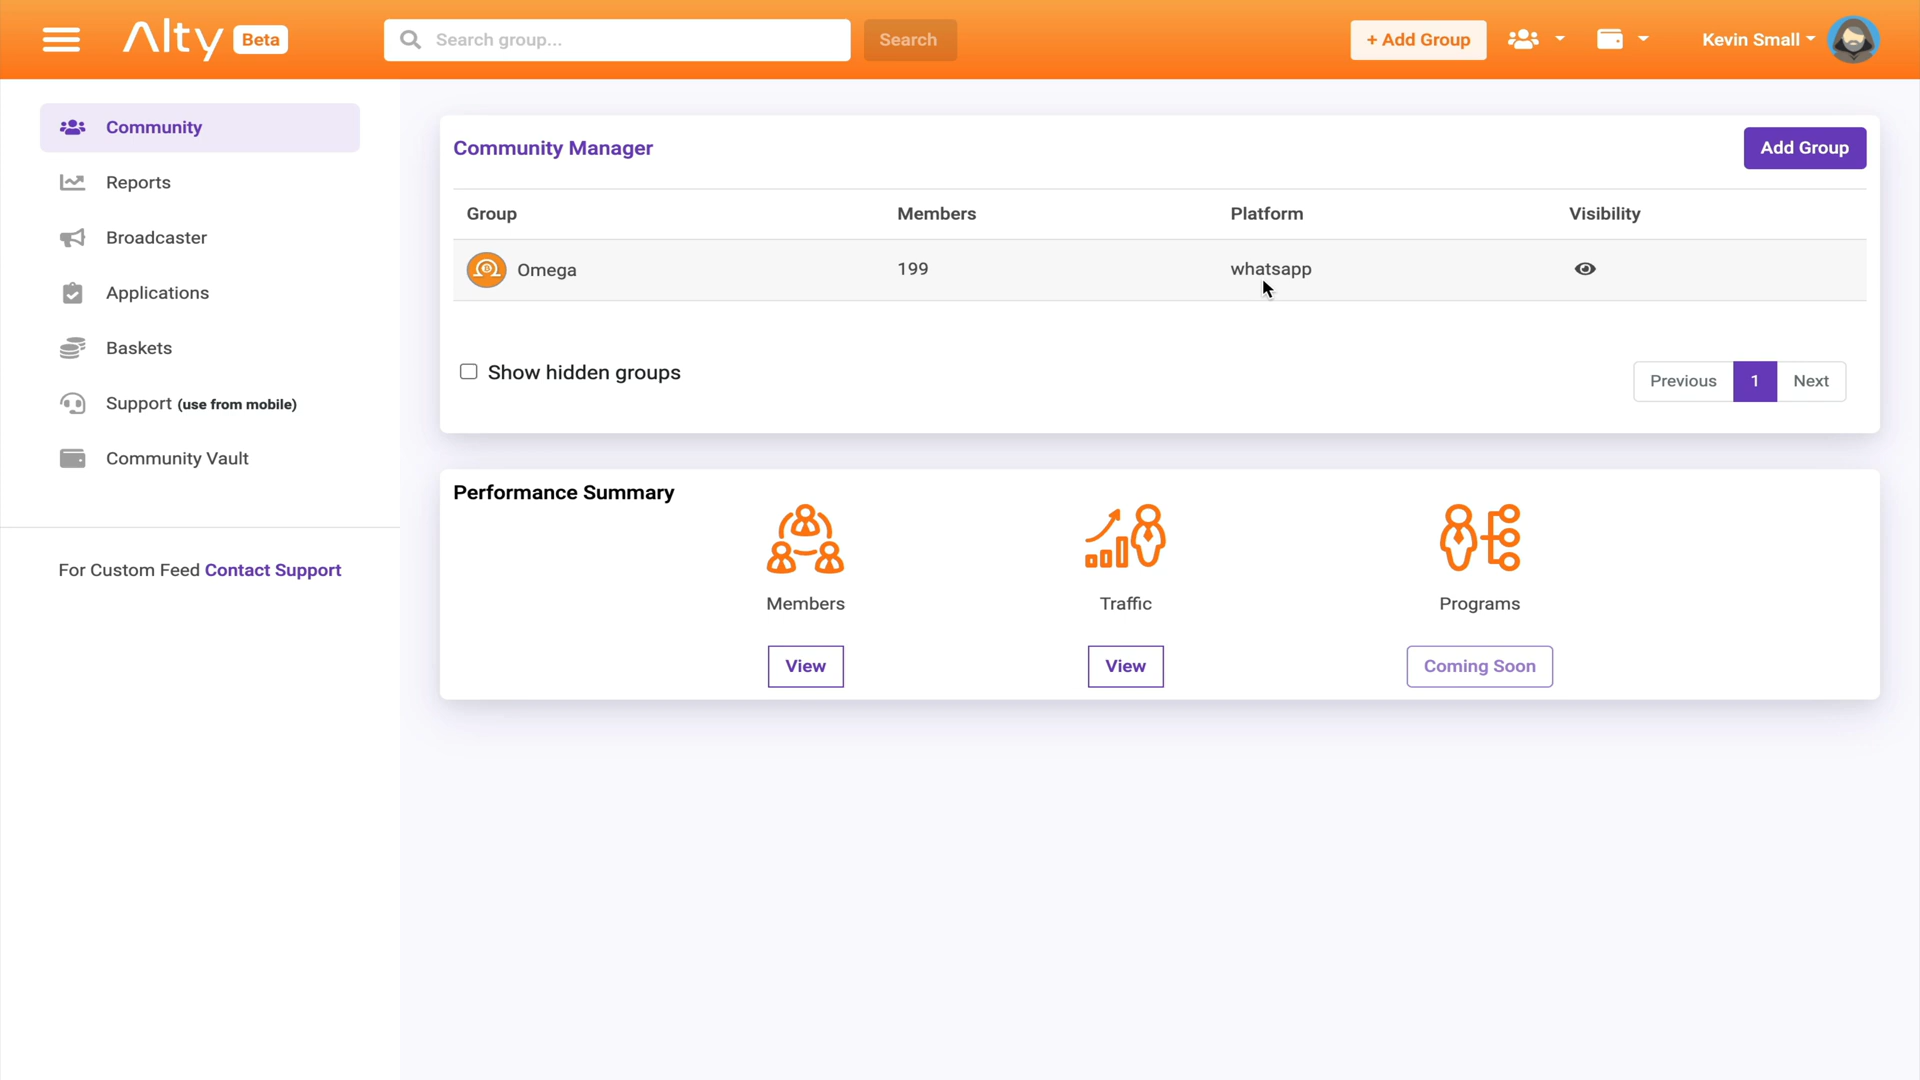 Alty Beta
Search group...
Search
+ Add Group
Kevin Small
Community
Reports
Broadcaster
Applications
Baskets
Support (use from mobile)
Community Vault
For Custom Feed Contact Support
Community Manager
Add Group
Group Members Platform Visibility
Omega 199 whatsapp
Show hidden groups
Previous 1 Next
Performance Summary
Members Traffic Programs
View View Coming Soon